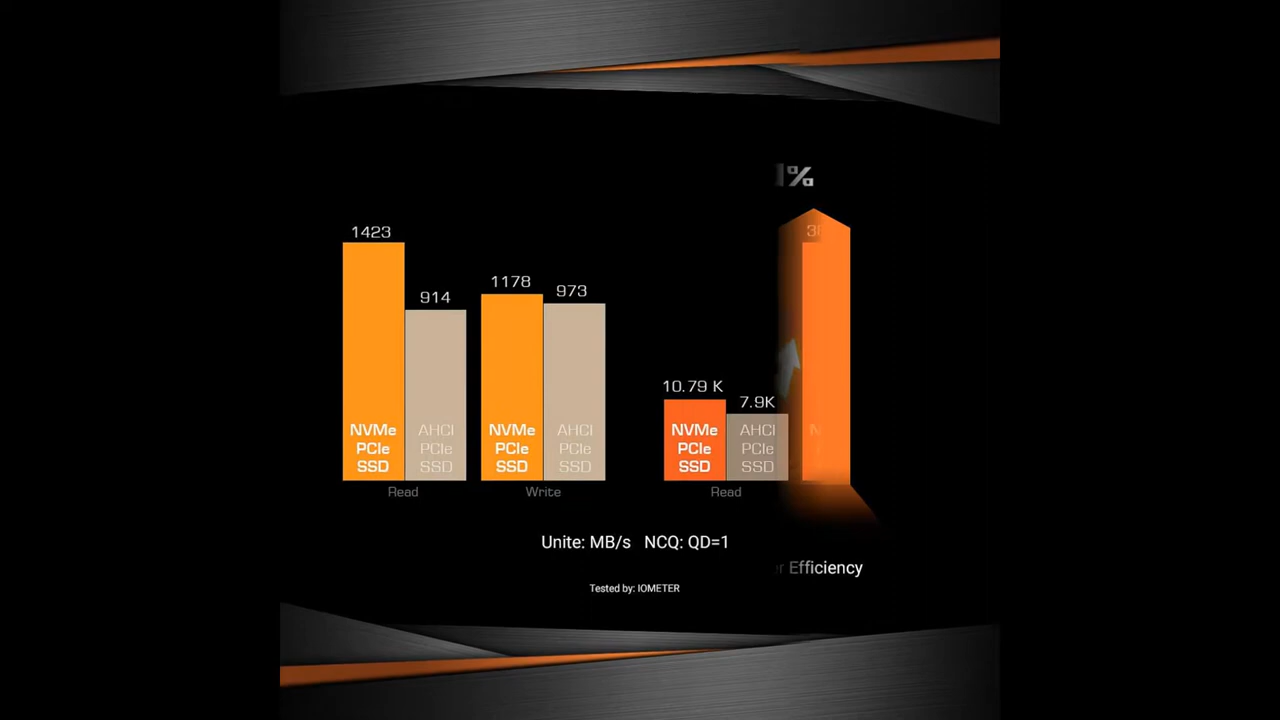 1%
1423
914
1178
973
10.79 K
7.9K
NVMe
PCIe
SSD
AHCI
PCIe
SSD
NVMe
PCIe
SSD
AHCI
PCIe
SSD
NVMe
PCIe
SSD
AHCI
PCIe
SSD
Read
Write
Read
Unite: MB/s NCQ: QD=1
Efficiency
Tested by: IOMETER